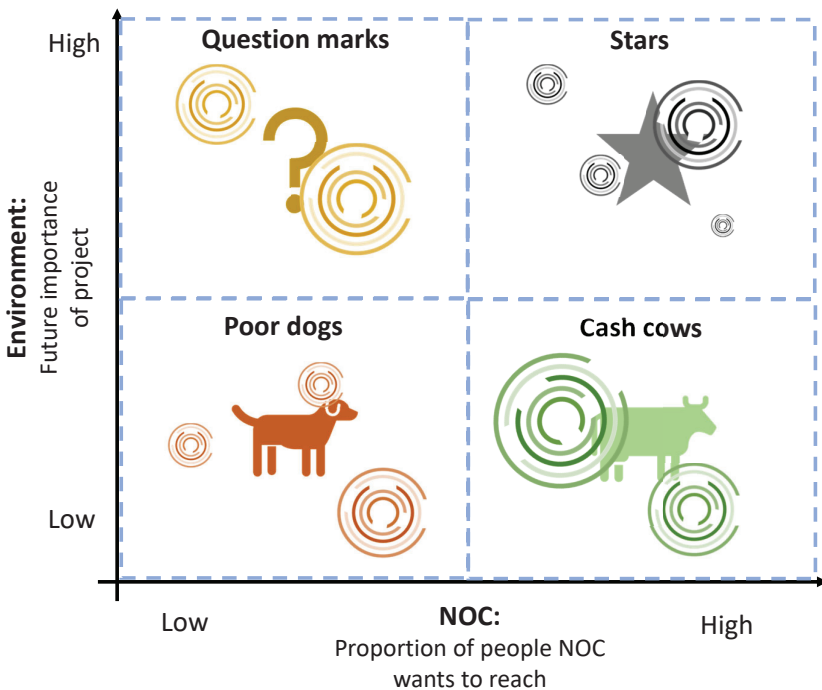 High
Question marks
Stars
Environment:
Future importance
of project
Poor dogs
Cash cows
Low
Low
NOC:
High
Proportion of people NOC
wants to reach